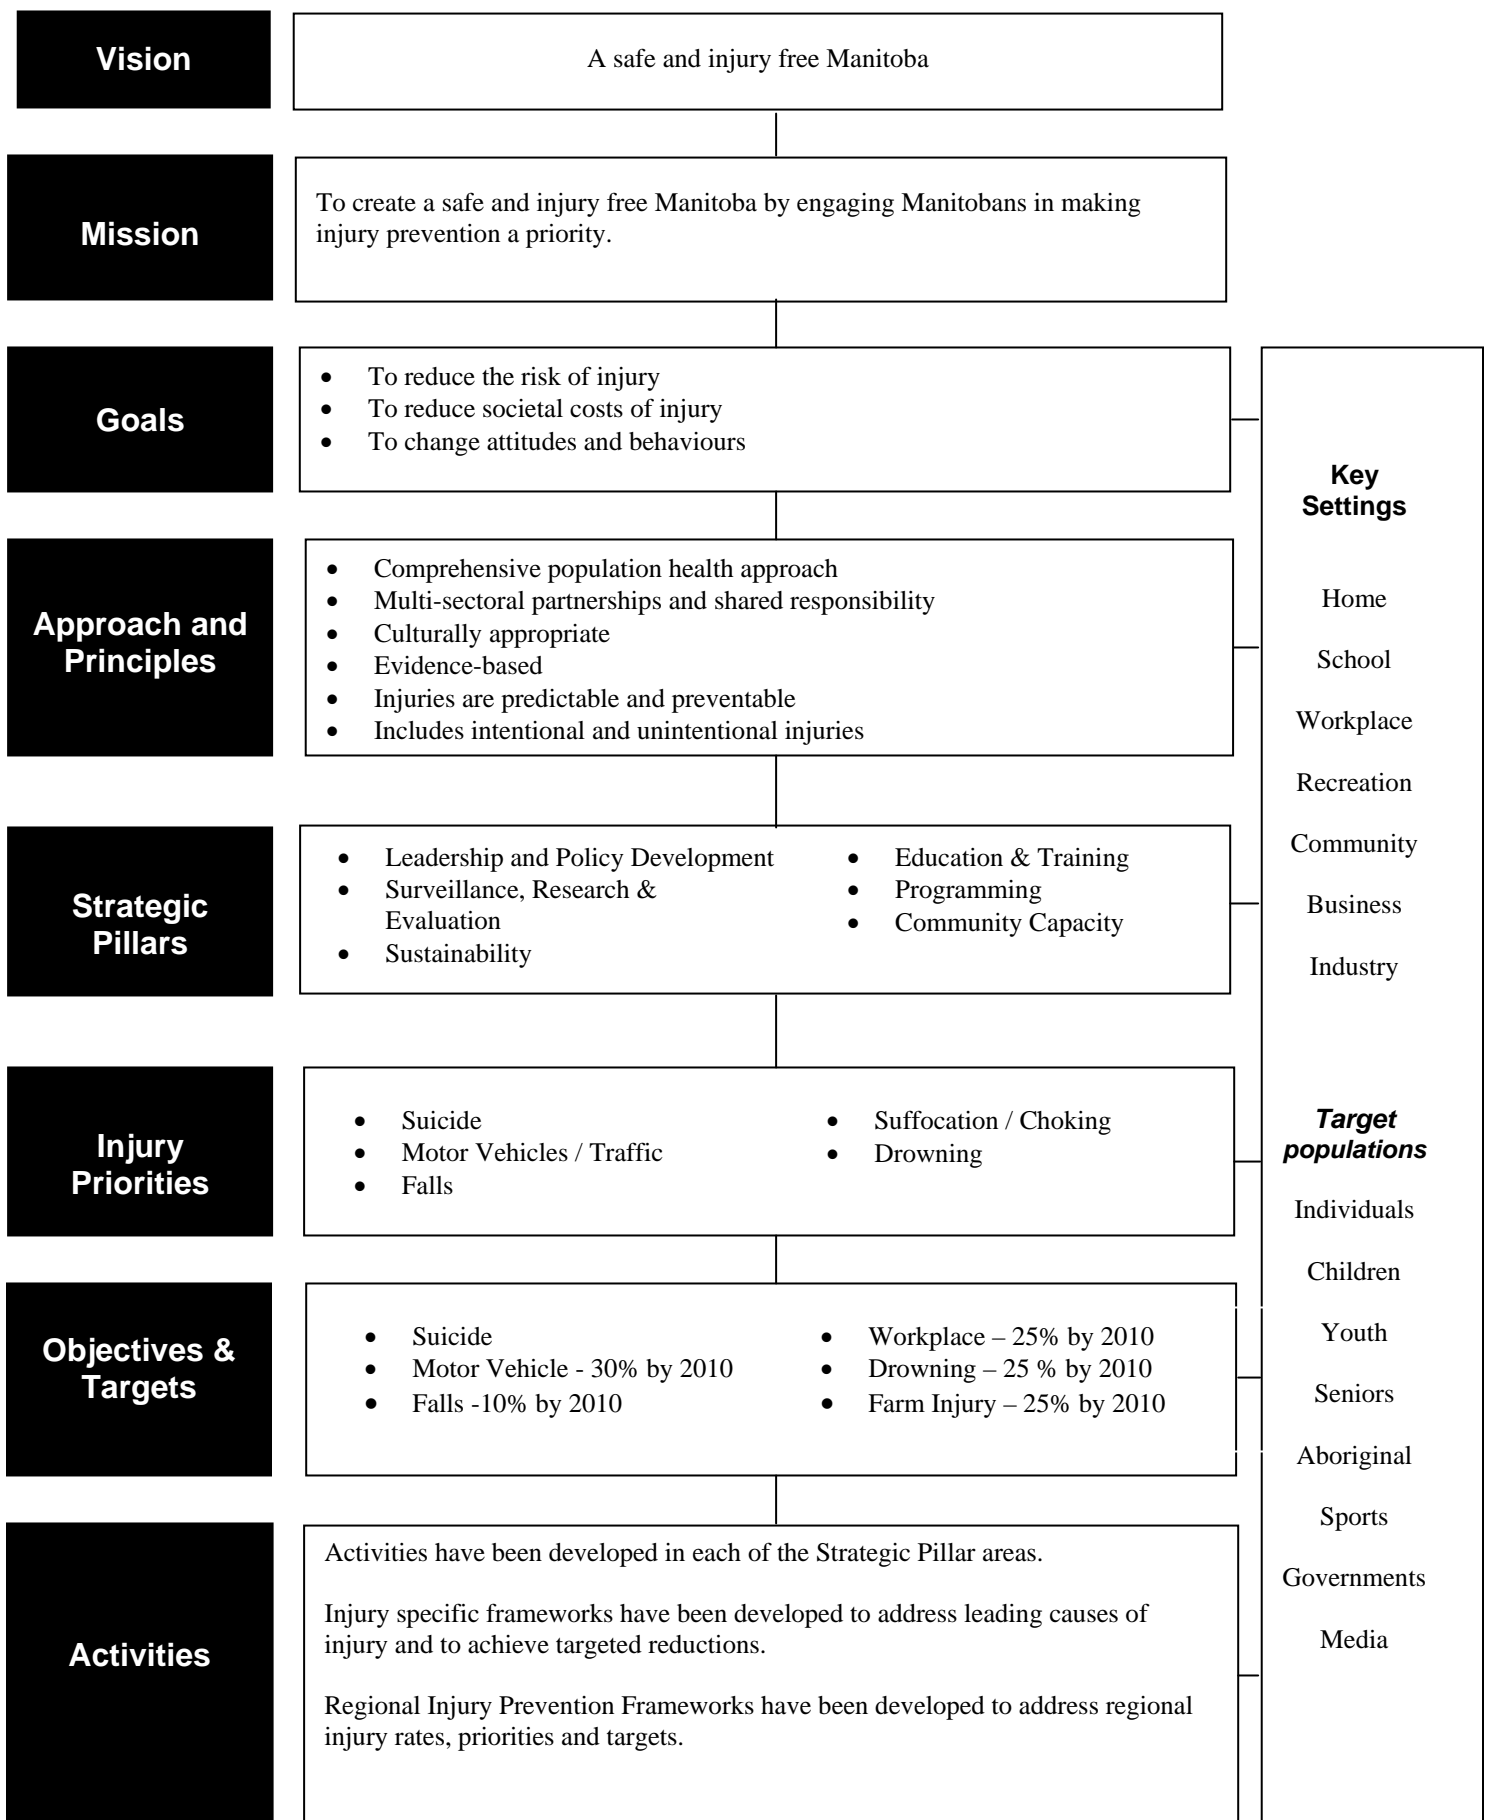 Vision
A safe and injury free Manitoba
Mission
To create a safe and injury free Manitoba by engaging Manitobans in making
injury prevention a priority.
Goals
• To reduce the risk of injury
• To reduce societal costs of injury
• To change attitudes and behaviours
Approach and
Principles
• Comprehensive population health approach
• Multi-sectoral partnerships and shared responsibility
• Culturally appropriate
• Evidence-based
• Injuries are predictable and preventable
• Includes intentional and unintentional injuries
Strategic
Pillars
• Leadership and Policy Development
• Surveillance, Research &
Evaluation
• Sustainability
• Education & Training
• Programming
• Community Capacity
Injury
Priorities
• Suicide
• Motor Vehicles / Traffic
• Falls
• Suffocation / Choking
• Drowning
Objectives &
Targets
• Suicide
• Motor Vehicle - 30% by 2010
• Falls -10% by 2010
• Workplace – 25% by 2010
• Drowning – 25 % by 2010
• Farm Injury – 25% by 2010
Activities
Activities have been developed in each of the Strategic Pillar areas.
Injury specific frameworks have been developed to address leading causes of
injury and to achieve targeted reductions.
Regional Injury Prevention Frameworks have been developed to address regional
injury rates, priorities and targets.
Key
Settings
Home
School
Workplace
Recreation
Community
Business
Industry
Target
populations
Individuals
Children
Youth
Seniors
Aboriginal
Sports
Governments
Media